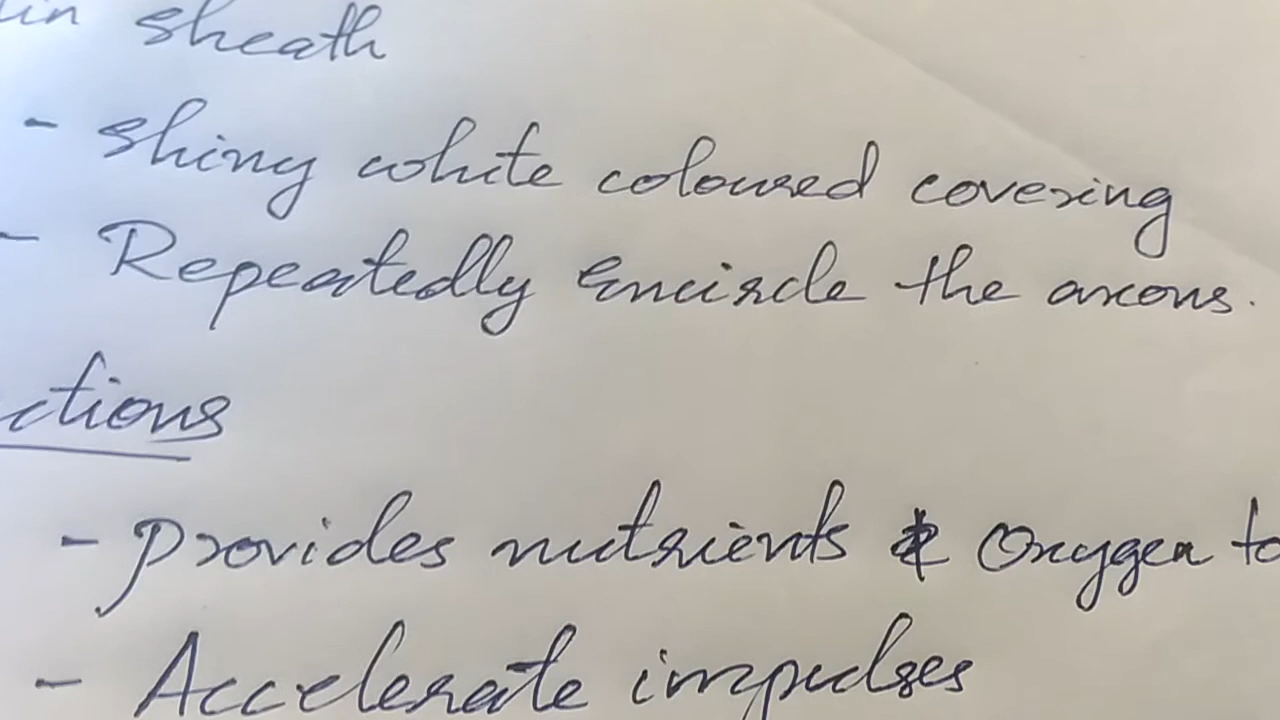 sheath
- Shiny white coloured covering
- Repeatedly Encircle the axons.
ctions
- Provides nutrients & Oxygen to
- Accelerate impulses